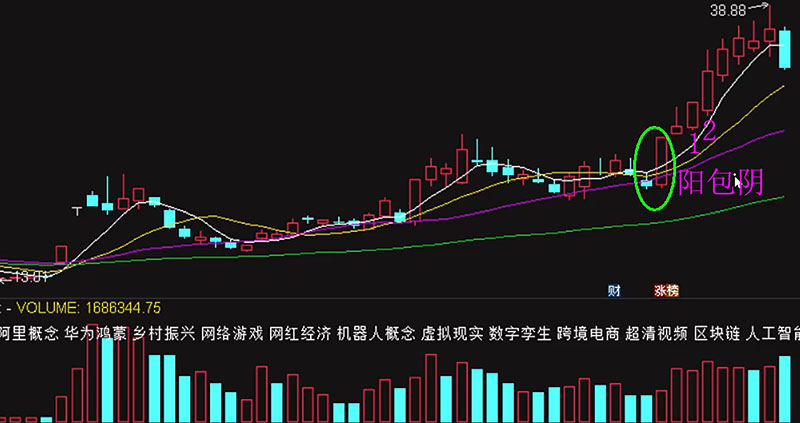 38.88
12
阳包阴
13.01
财 涨榜
- VOLUME: 1686344.75
阿里概念 华为鸿蒙 乡村振兴 网络游戏 网红经济 机器人概念 虚拟现实 数字孪生 跨境电商 超清视频 区块链 人工智能